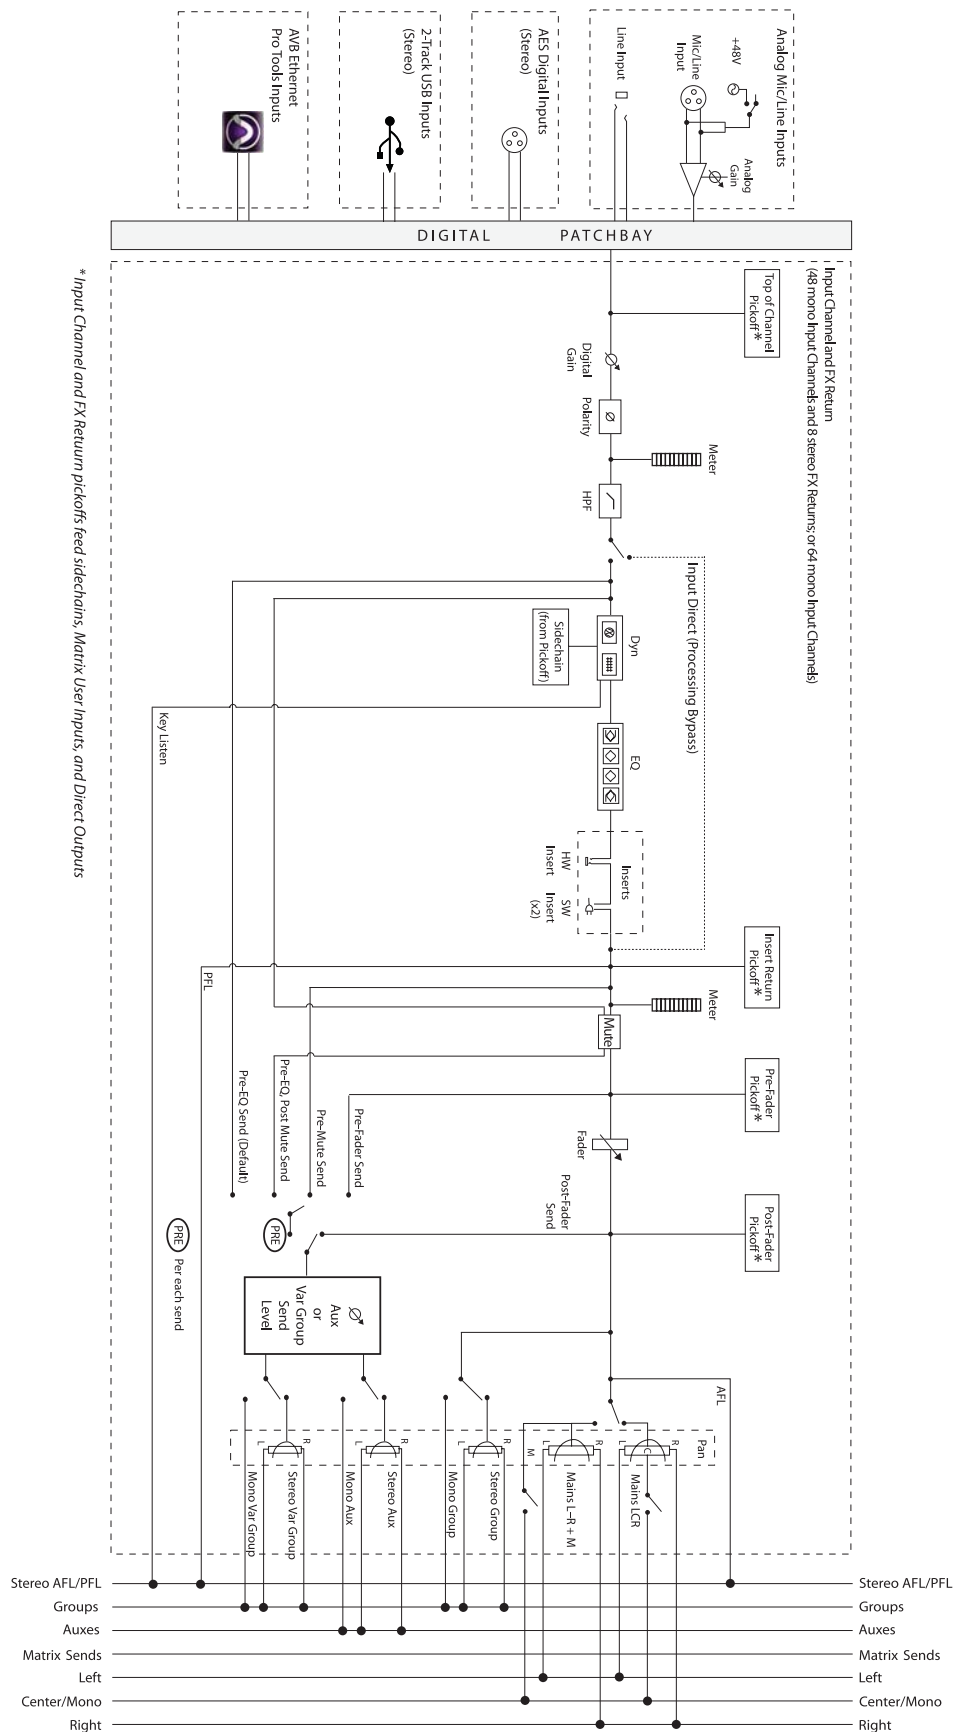 AVB Ethernet
Pro Tools Inputs
2-Track USB Inputs
(Stereo)
AES Digital Inputs
(Stereo)
Analog Mic/Line Inputs
+48V
Mic/Line
Input
Line Input
Analog
Gain
DIGITAL PATCHBAY
Input Channel and FX Return
(48 mono Input Channels and 8 stereo FX Returns; or 64 mono Input Channels)
* Input Channel and FX Retuurn pickoffs feed sidechains, Matrix User Inputs, and Direct Outputs
Top of Channel
Pickoff*
Digital
Gain
Polarity
Meter
HPF
Input Direct (Processing Bypass)
Dyn
Sidechain
(from Pickoff)
Key Listen
EQ
Inserts
HW
Insert
SW
Insert
(x2)
Insert Return
Pickoff*
PFL
Meter
Mute
Pre-Fader
Pickoff*
Pre-EQ Send (Default)
Pre-EQ, Post Mute Send
Pre-Mute Send
Pre-Fader Send
Fader
Post-Fader
Send
Post-Fader
Pickoff*
PRE
PRE
Per each send
Aux
or
Var Group
Send
Level
AFL
Pan
L
R
L
R
L
R
M
L
R
L
C
R
Mono Var Group
Stereo Var Group
Mono Aux
Stereo Aux
Mono Group
Stereo Group
Mains L–R + M
Mains LCR
Stereo AFL/PFL
Stereo AFL/PFL
Groups
Groups
Auxes
Auxes
Matrix Sends
Matrix Sends
Left
Left
Center/Mono
Center/Mono
Right
Right